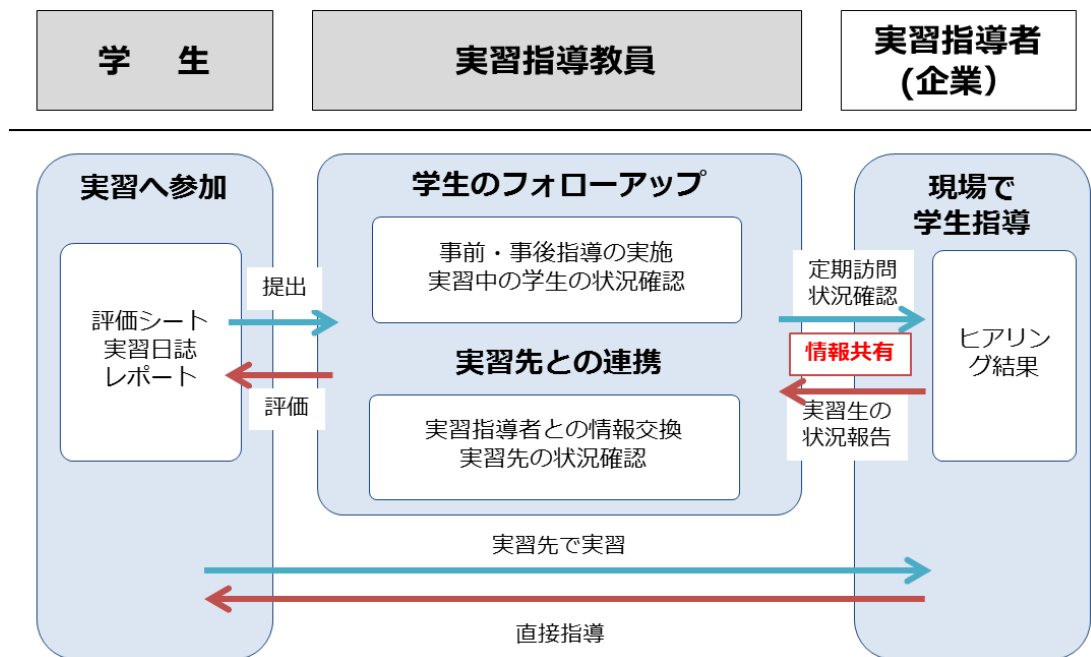 学 生
実習指導教員
実習指導者
(企業）
実習へ参加
評価シート
実習日誌
レポート
提出
評価
学生のフォローアップ
事前・事後指導の実施
実習中の学生の状況確認
実習先との連携
実習指導者との情報交換
実習先の状況確認
定期訪問
状況確認
情報共有
実習生の
状況報告
現場で
学生指導
ヒアリン
グ結果
実習先で実習
直接指導